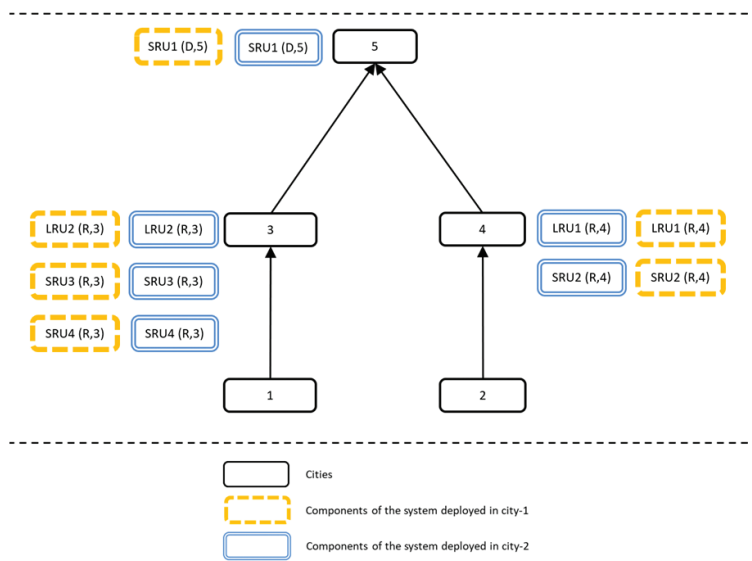 SRU1 (D,5) SRU1 (D,5) 5
LRU2 (R,3) LRU2 (R,3) 3 4 LRU1 (R,4) LRU1 (R,4)
SRU3 (R,3) SRU3 (R,3) SRU2 (R,4) SRU2 (R,4)
SRU4 (R,3) SRU4 (R,3)
1 2
Cities
Components of the system deployed in city-1
Components of the system deployed in city-2